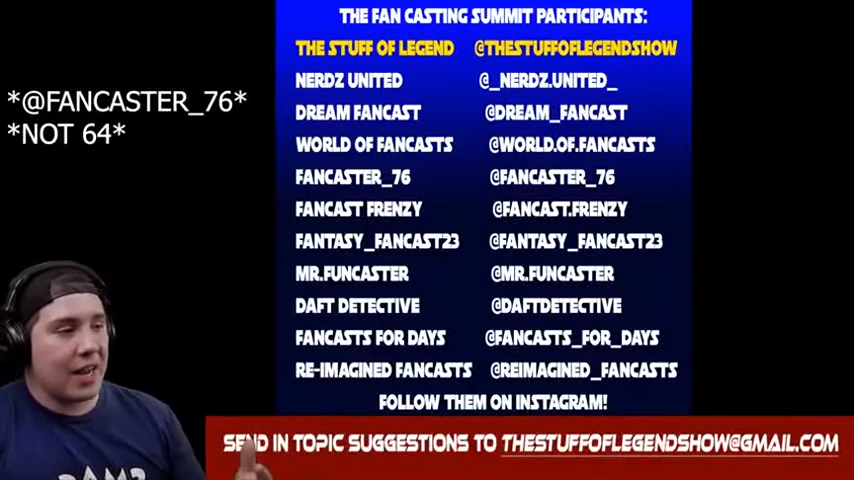 THE FAN CASTING SUMMIT PARTICIPANTS:
THE STUFF OF LEGEND @THESTUFFOFLEGENDSHOW
NERDZ UNITED @_NERDZ.UNITED_
DREAM FANCAST @DREAM_FANCAST
WORLD OF FANCASTS @WORLD.OF.FANCASTS
FANCASTER_76 @FANCASTER_76
FANCAST FRENZY @FANCAST.FRENZY
FANTASY_FANCAST23 @FANTASY_FANCAST23
MR.FUNCASTER @MR.FUNCASTER
DAFT DETECTIVE @DAFTDETECTIVE
FANCASTS FOR DAYS @FANCASTS_FOR_DAYS
RE-IMAGINED FANCASTS @REIMAGINED_FANCASTS
FOLLOW THEM ON INSTAGRAM!
*@FANCASTER_76*
*NOT 64*
SEND IN TOPIC SUGGESTIONS TO THESTUFFOFLEGENDSHOW@GMAIL.COM